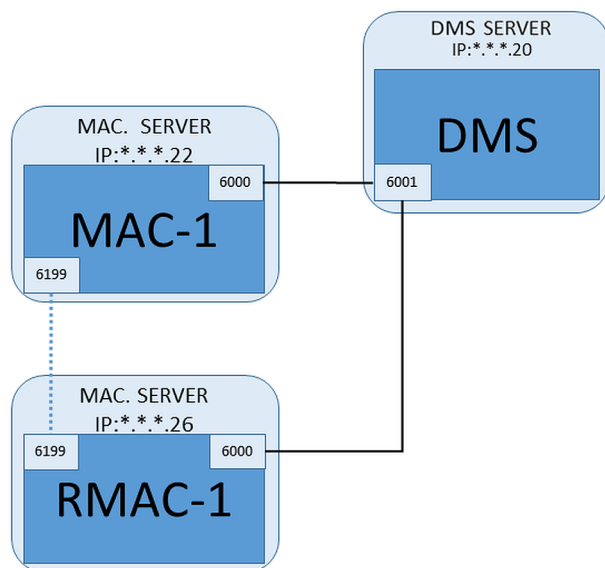 DMS SERVER
IP:*.*.*.20
DMS
6001
MAC. SERVER
IP:*.*.*.22
6000
MAC-1
6199
MAC. SERVER
IP:*.*.*.26
6199
6000
RMAC-1